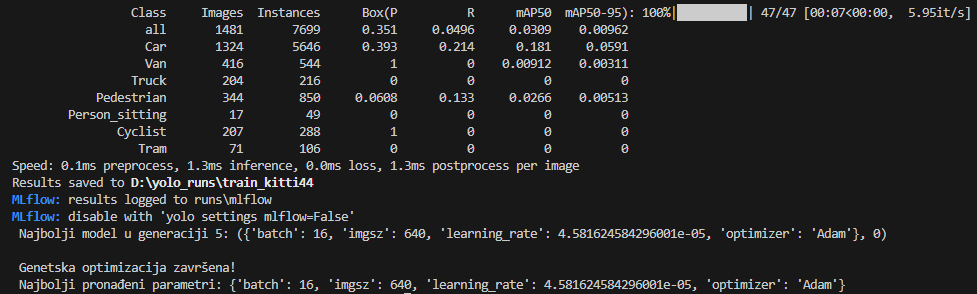 Class Images Instances Box(P R mAP50 mAP50-95): 100%|██████████| 47/47 [00:07<00:00, 5.95it/s]
all 1481 7699 0.351 0.0496 0.0309 0.00962
Car 1324 5646 0.393 0.214 0.181 0.0591
Van 416 544 1 0 0.00912 0.00311
Truck 204 216 0 0 0 0
Pedestrian 344 850 0.0608 0.133 0.0266 0.00513
Person_sitting 17 49 0 0 0 0
Cyclist 207 288 1 0 0 0
Tram 71 106 0 0 0 0
Speed: 0.1ms preprocess, 1.3ms inference, 0.0ms loss, 1.3ms postprocess per image
Results saved to D:\yolo_runs\train_kitti44
MLflow: results logged to runs\mlflow
MLflow: disable with 'yolo settings mlflow=False'
Najbolji model u generaciji 5: ({'batch': 16, 'imgsz': 640, 'learning_rate': 4.581624584296001e-05, 'optimizer': 'Adam'}, 0)
Genetska optimizacija završena!
Najbolji pronađeni parametri: {'batch': 16, 'imgsz': 640, 'learning_rate': 4.581624584296001e-05, 'optimizer': 'Adam'}